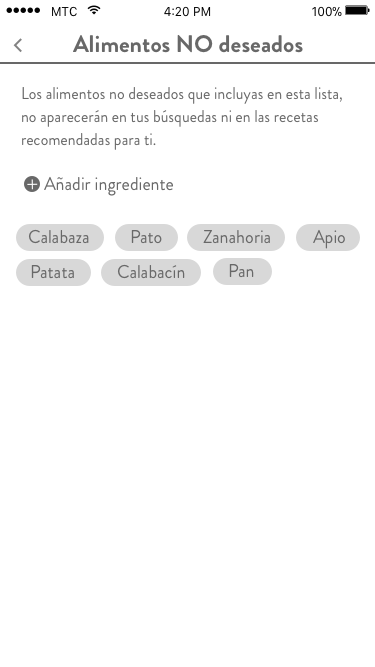 MTC 4:20 PM 100%
Alimentos NO deseados
Los alimentos no deseados que incluyas en esta lista,
no aparecerán en tus búsquedas ni en las recetas
recomendadas para ti.
Añadir ingrediente
Calabaza Pato Zanahoria Apio
Patata Calabacín Pan